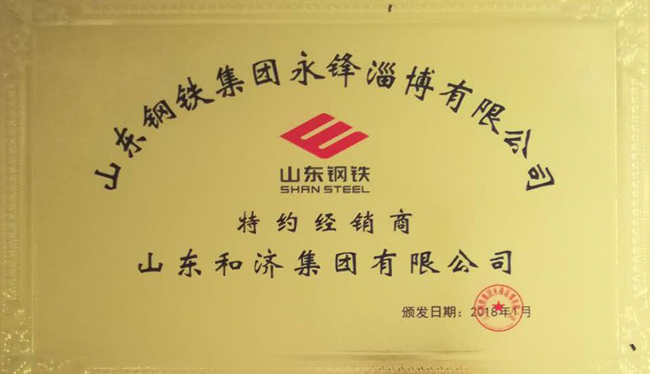 山东钢铁集团永锋淄博有限公司
山东钢铁
SHAN STEEL
特约经销商
山东和济集团有限公司
颁发日期：2018年1月